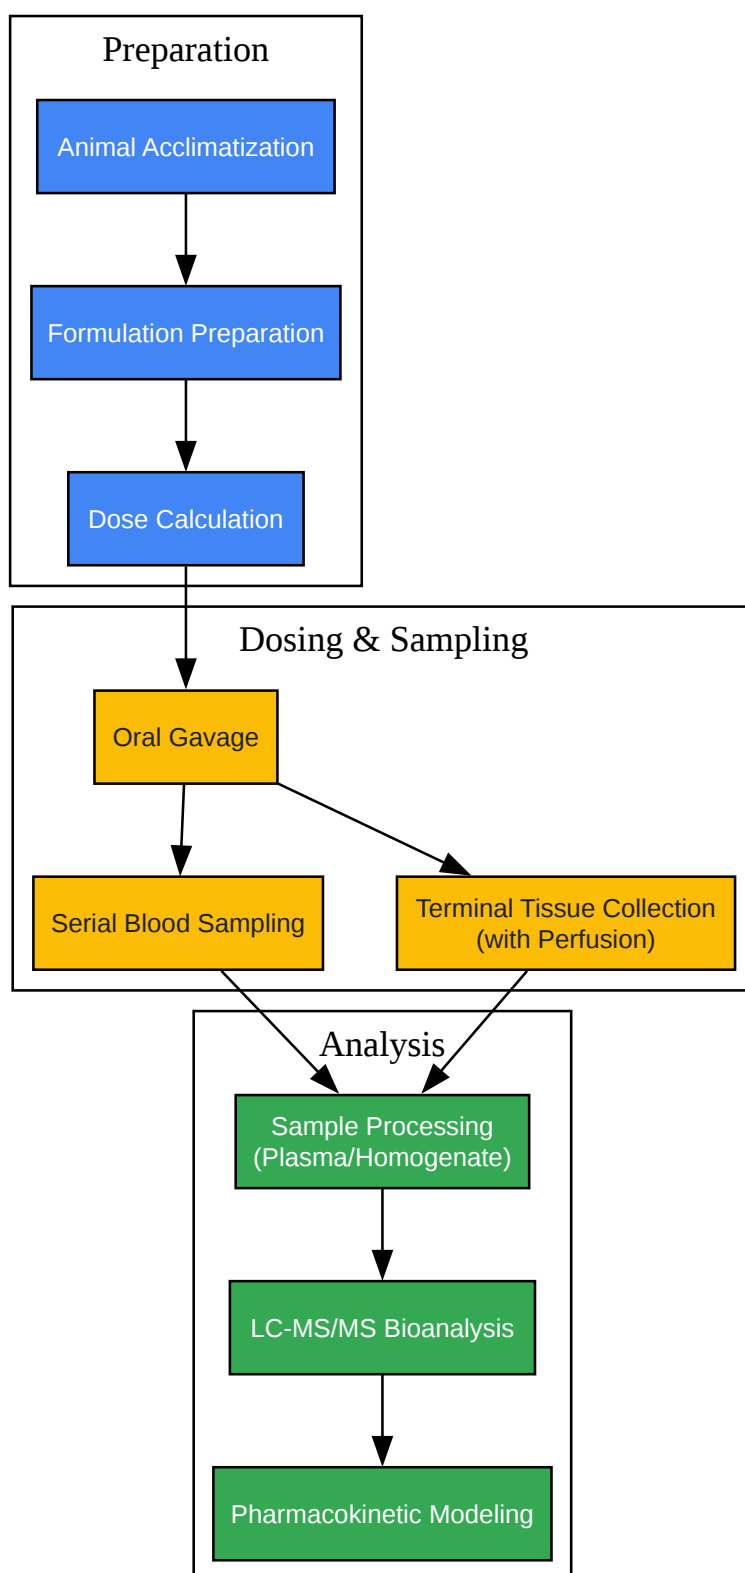 Preparation
Animal Acclimatization
Formulation Preparation
Dose Calculation
Dosing & Sampling
Oral Gavage
Serial Blood Sampling
Terminal Tissue Collection
(with Perfusion)
Analysis
Sample Processing
(Plasma/Homogenate)
LC-MS/MS Bioanalysis
Pharmacokinetic Modeling